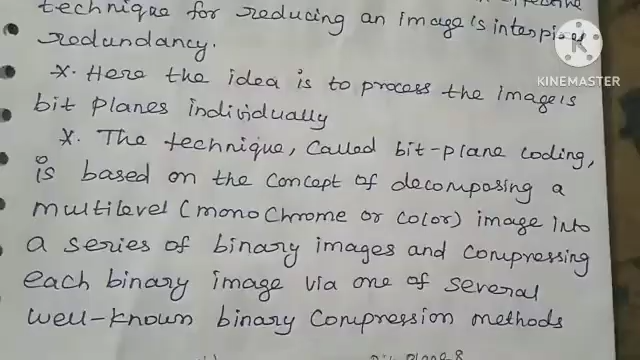 technique for reducing an image's interpixel
redundancy.
*. Here the idea is to process the image's
bit planes individually
*. The technique, called bit-plane coding,
is based on the concept of decomposing a
multilevel (monochrome or color) image into
a series of binary images and compressing
each binary image via one of several
well-known binary compression methods
KINEMASTER